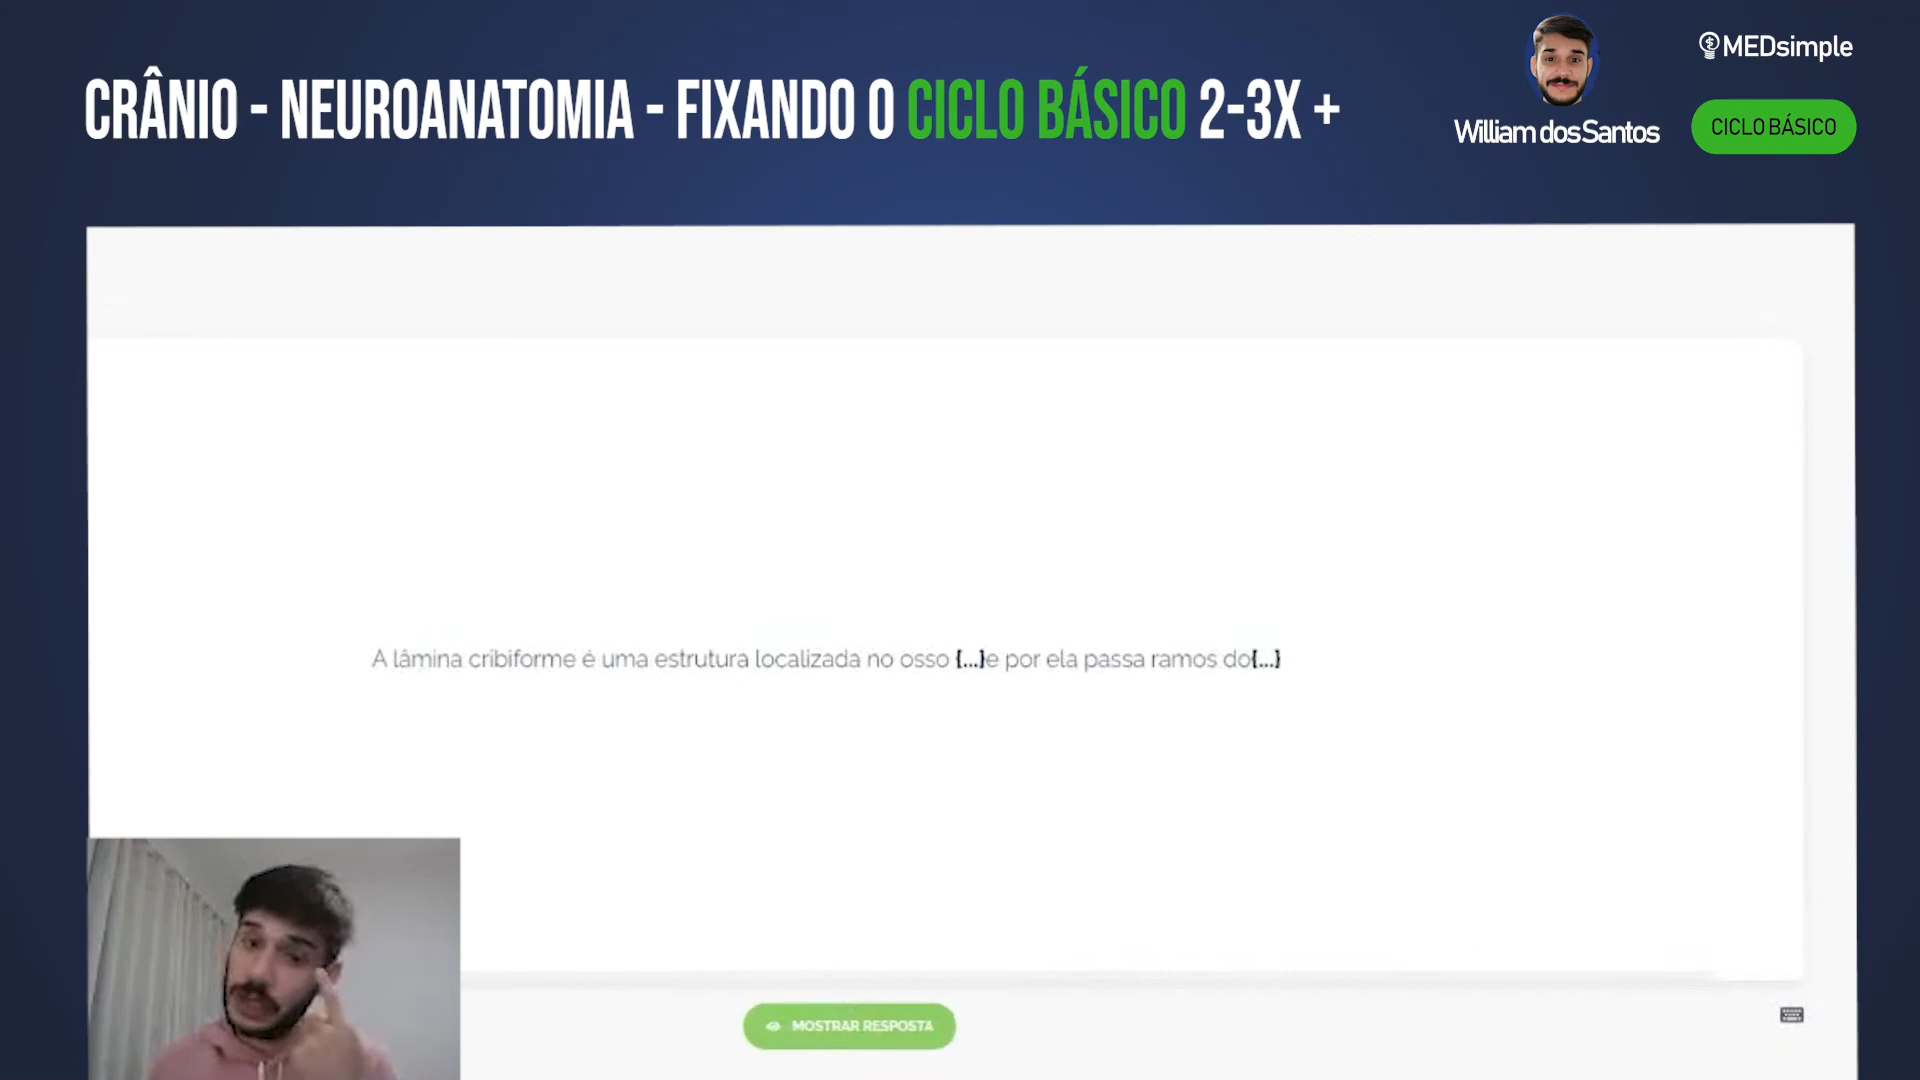 CRÂNIO - NEUROANATOMIA - FIXANDO O CICLO BÁSICO 2-3X +
William dos Santos
MEDsimple
CICLO BÁSICO
A lâmina cribiforme é uma estrutura localizada no osso {...}e por ela passa ramos do{...}
MOSTRAR RESPOSTA